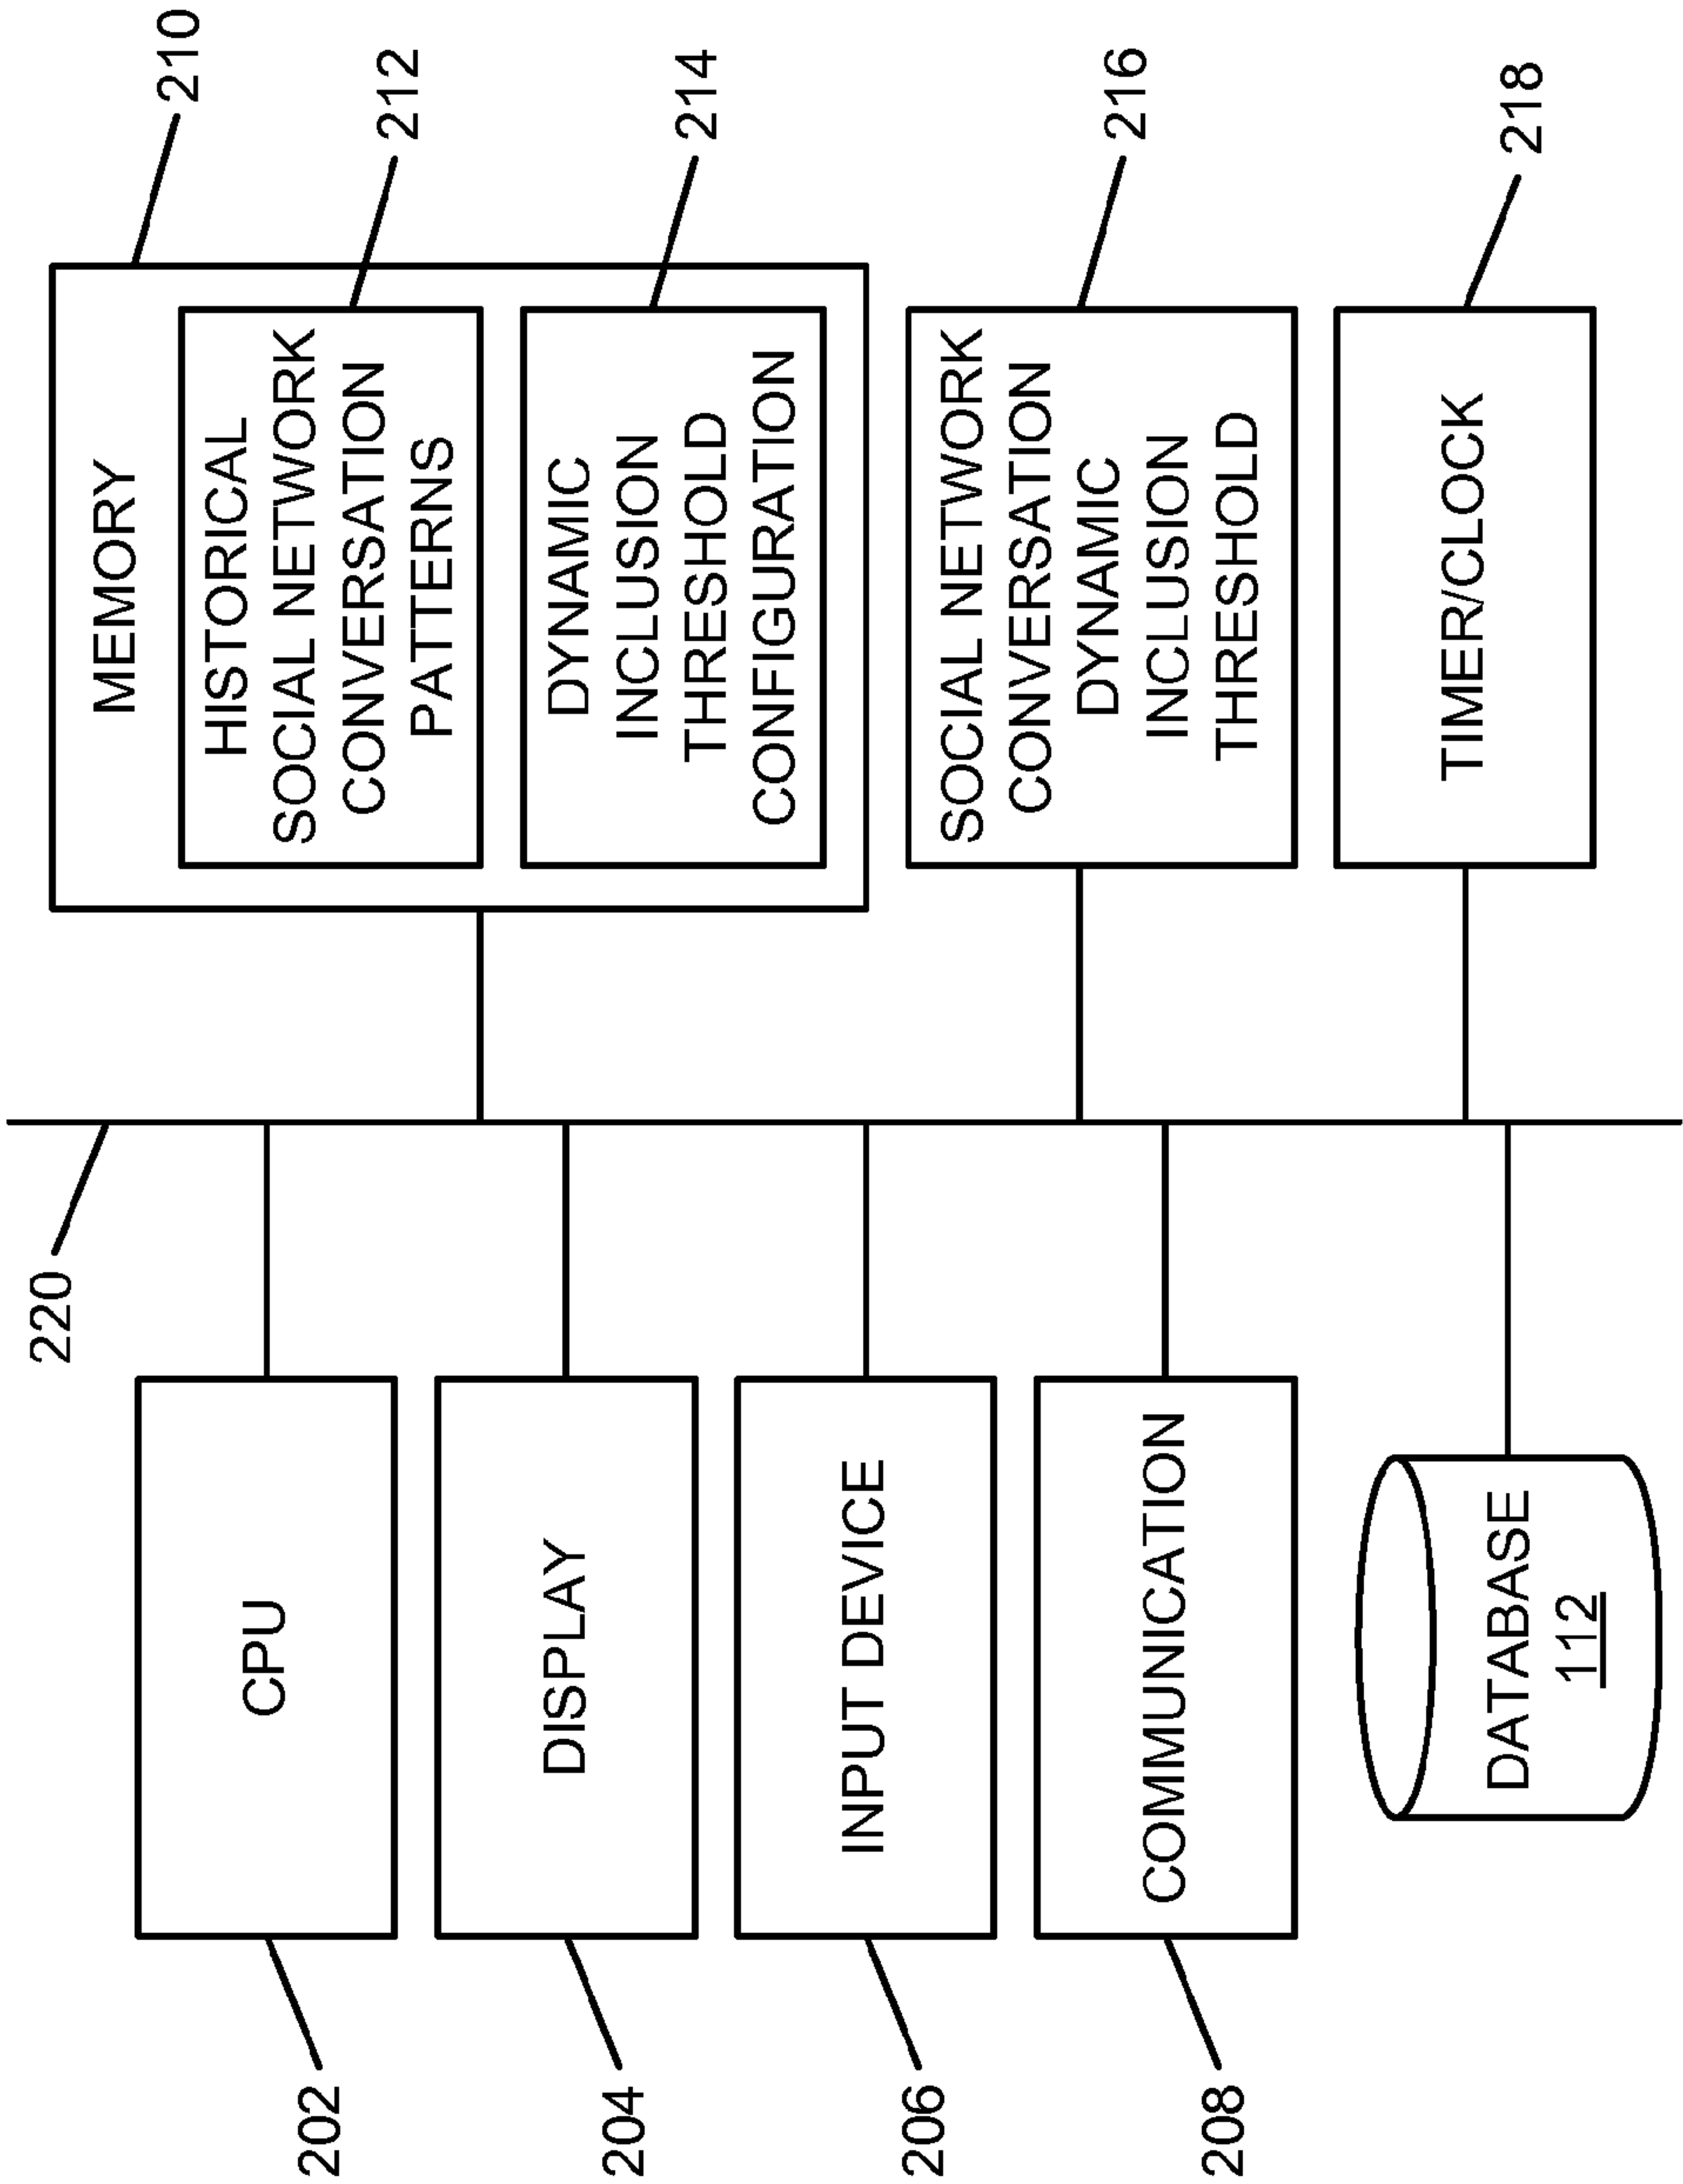 220
210
MEMORY
202
CPU
HISTORICAL
SOCIAL NETWORK
CONVERSATION
PATTERNS
212
204
DISPLAY
DYNAMIC
INCLUSION
THRESHOLD
CONFIGURATION
214
206
INPUT DEVICE
208
COMMUNICATION
SOCIAL NETWORK
CONVERSATION
DYNAMIC
INCLUSION
THRESHOLD
216
DATABASE
112
TIMER/CLOCK
218